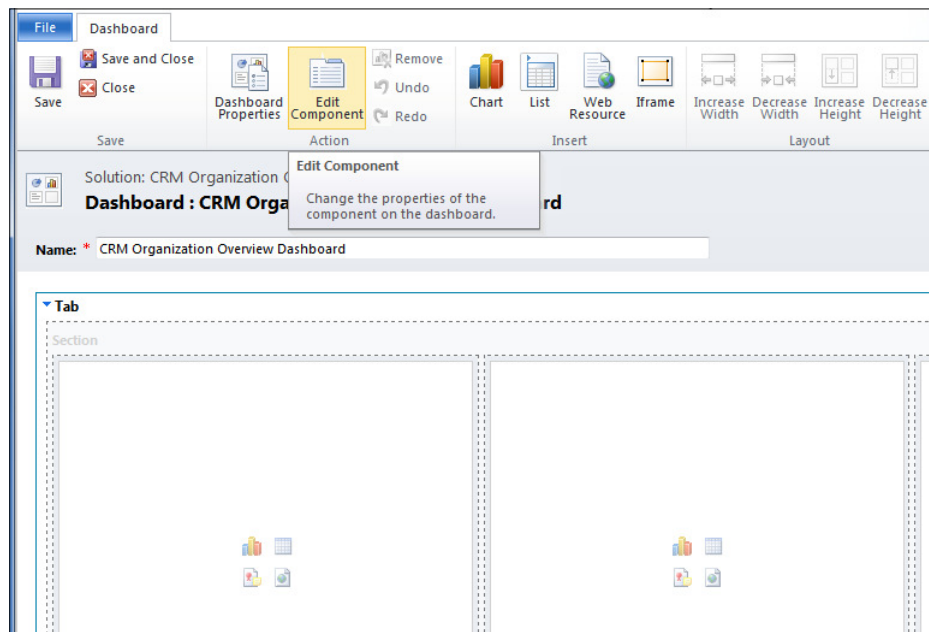 File Dashboard
Save and Close
Close
Save
Dashboard Properties
Edit Component
Remove
Undo
Redo
Chart
List
Web Resource
Iframe
Increase Width
Decrease Width
Increase Height
Decrease Height
Save
Action
Insert
Layout
Edit Component
Change the properties of the
component on the dashboard.
Solution: CRM Organization
Dashboard : CRM Orga rd
Name: * CRM Organization Overview Dashboard
Tab
Section